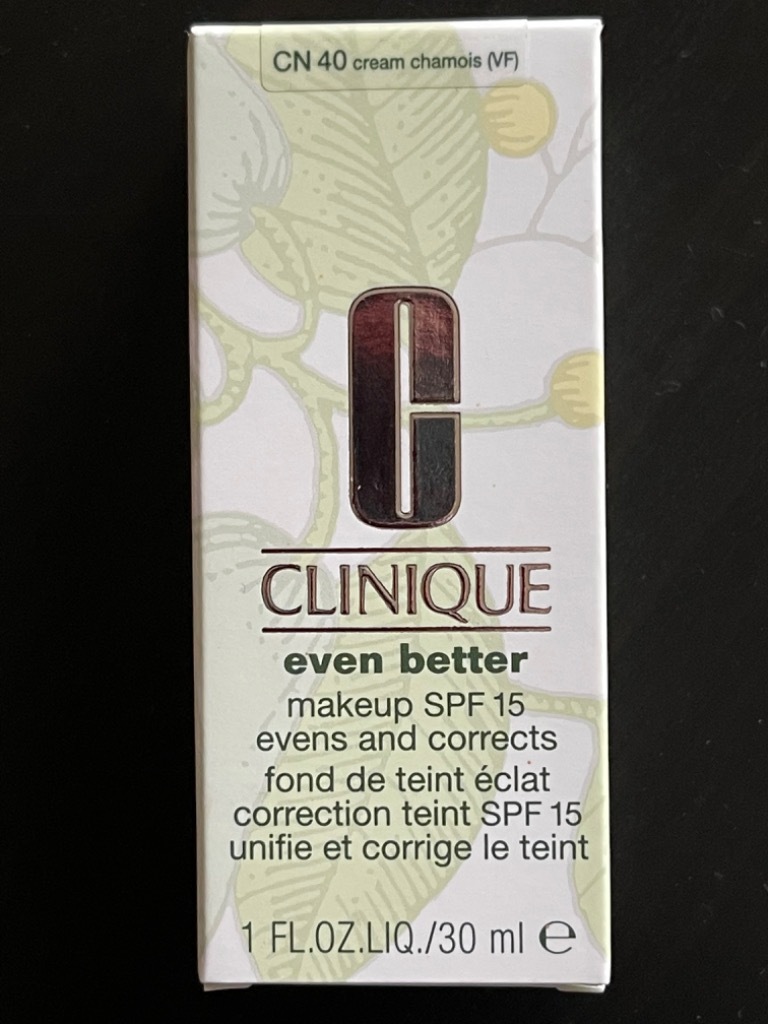 CN 40 cream chamois (VF)
C
CLINIQUE
even better
makeup SPF 15
evens and corrects
fond de teint éclat
correction teint SPF 15
unifie et corrige le teint
1 FL.OZ.LIQ./30 ml ℮